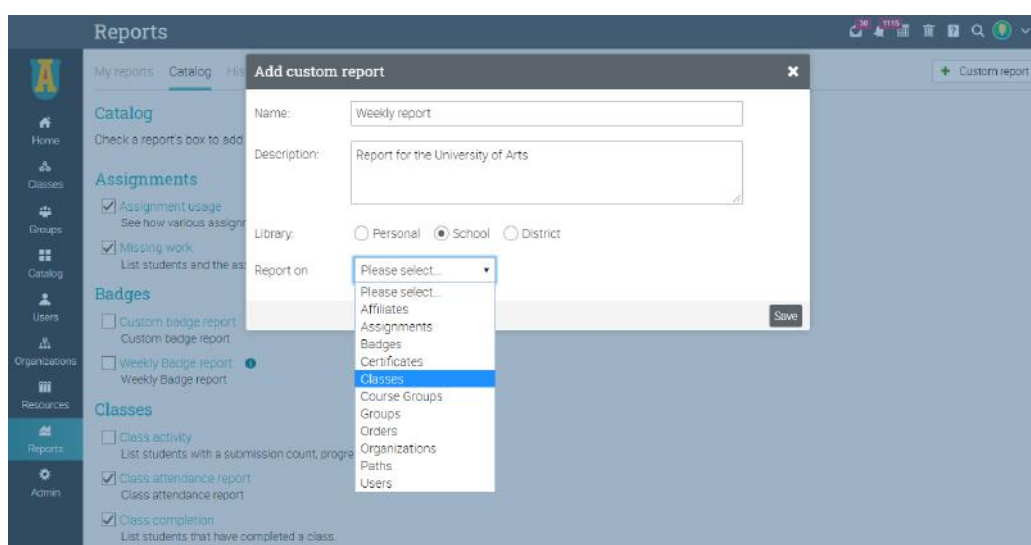 Reports
38
1115
My reports Catalog His
+ Custom report
Home
Classes
Groups
Catalog
Users
Organizations
Resources
Reports
Admin
Catalog
Check a report's box to add
Assignments
Assignment usage
See how various assignm
Missing work
List students and the as
Badges
Custom badge report
Custom badge report
Weekly Badge report
Weekly Badge report
Classes
Class activity
List students with a submission count, progre
Class attendance report
Class attendance report
Class completion
List students that have completed a class.
Add custom report
Name: Weekly report
Description: Report for the University of Arts
Library: Personal School District
Report on Please select...
Please select...
Affiliates
Assignments
Badges
Certificates
Classes
Course Groups
Groups
Orders
Organizations
Paths
Users
Save